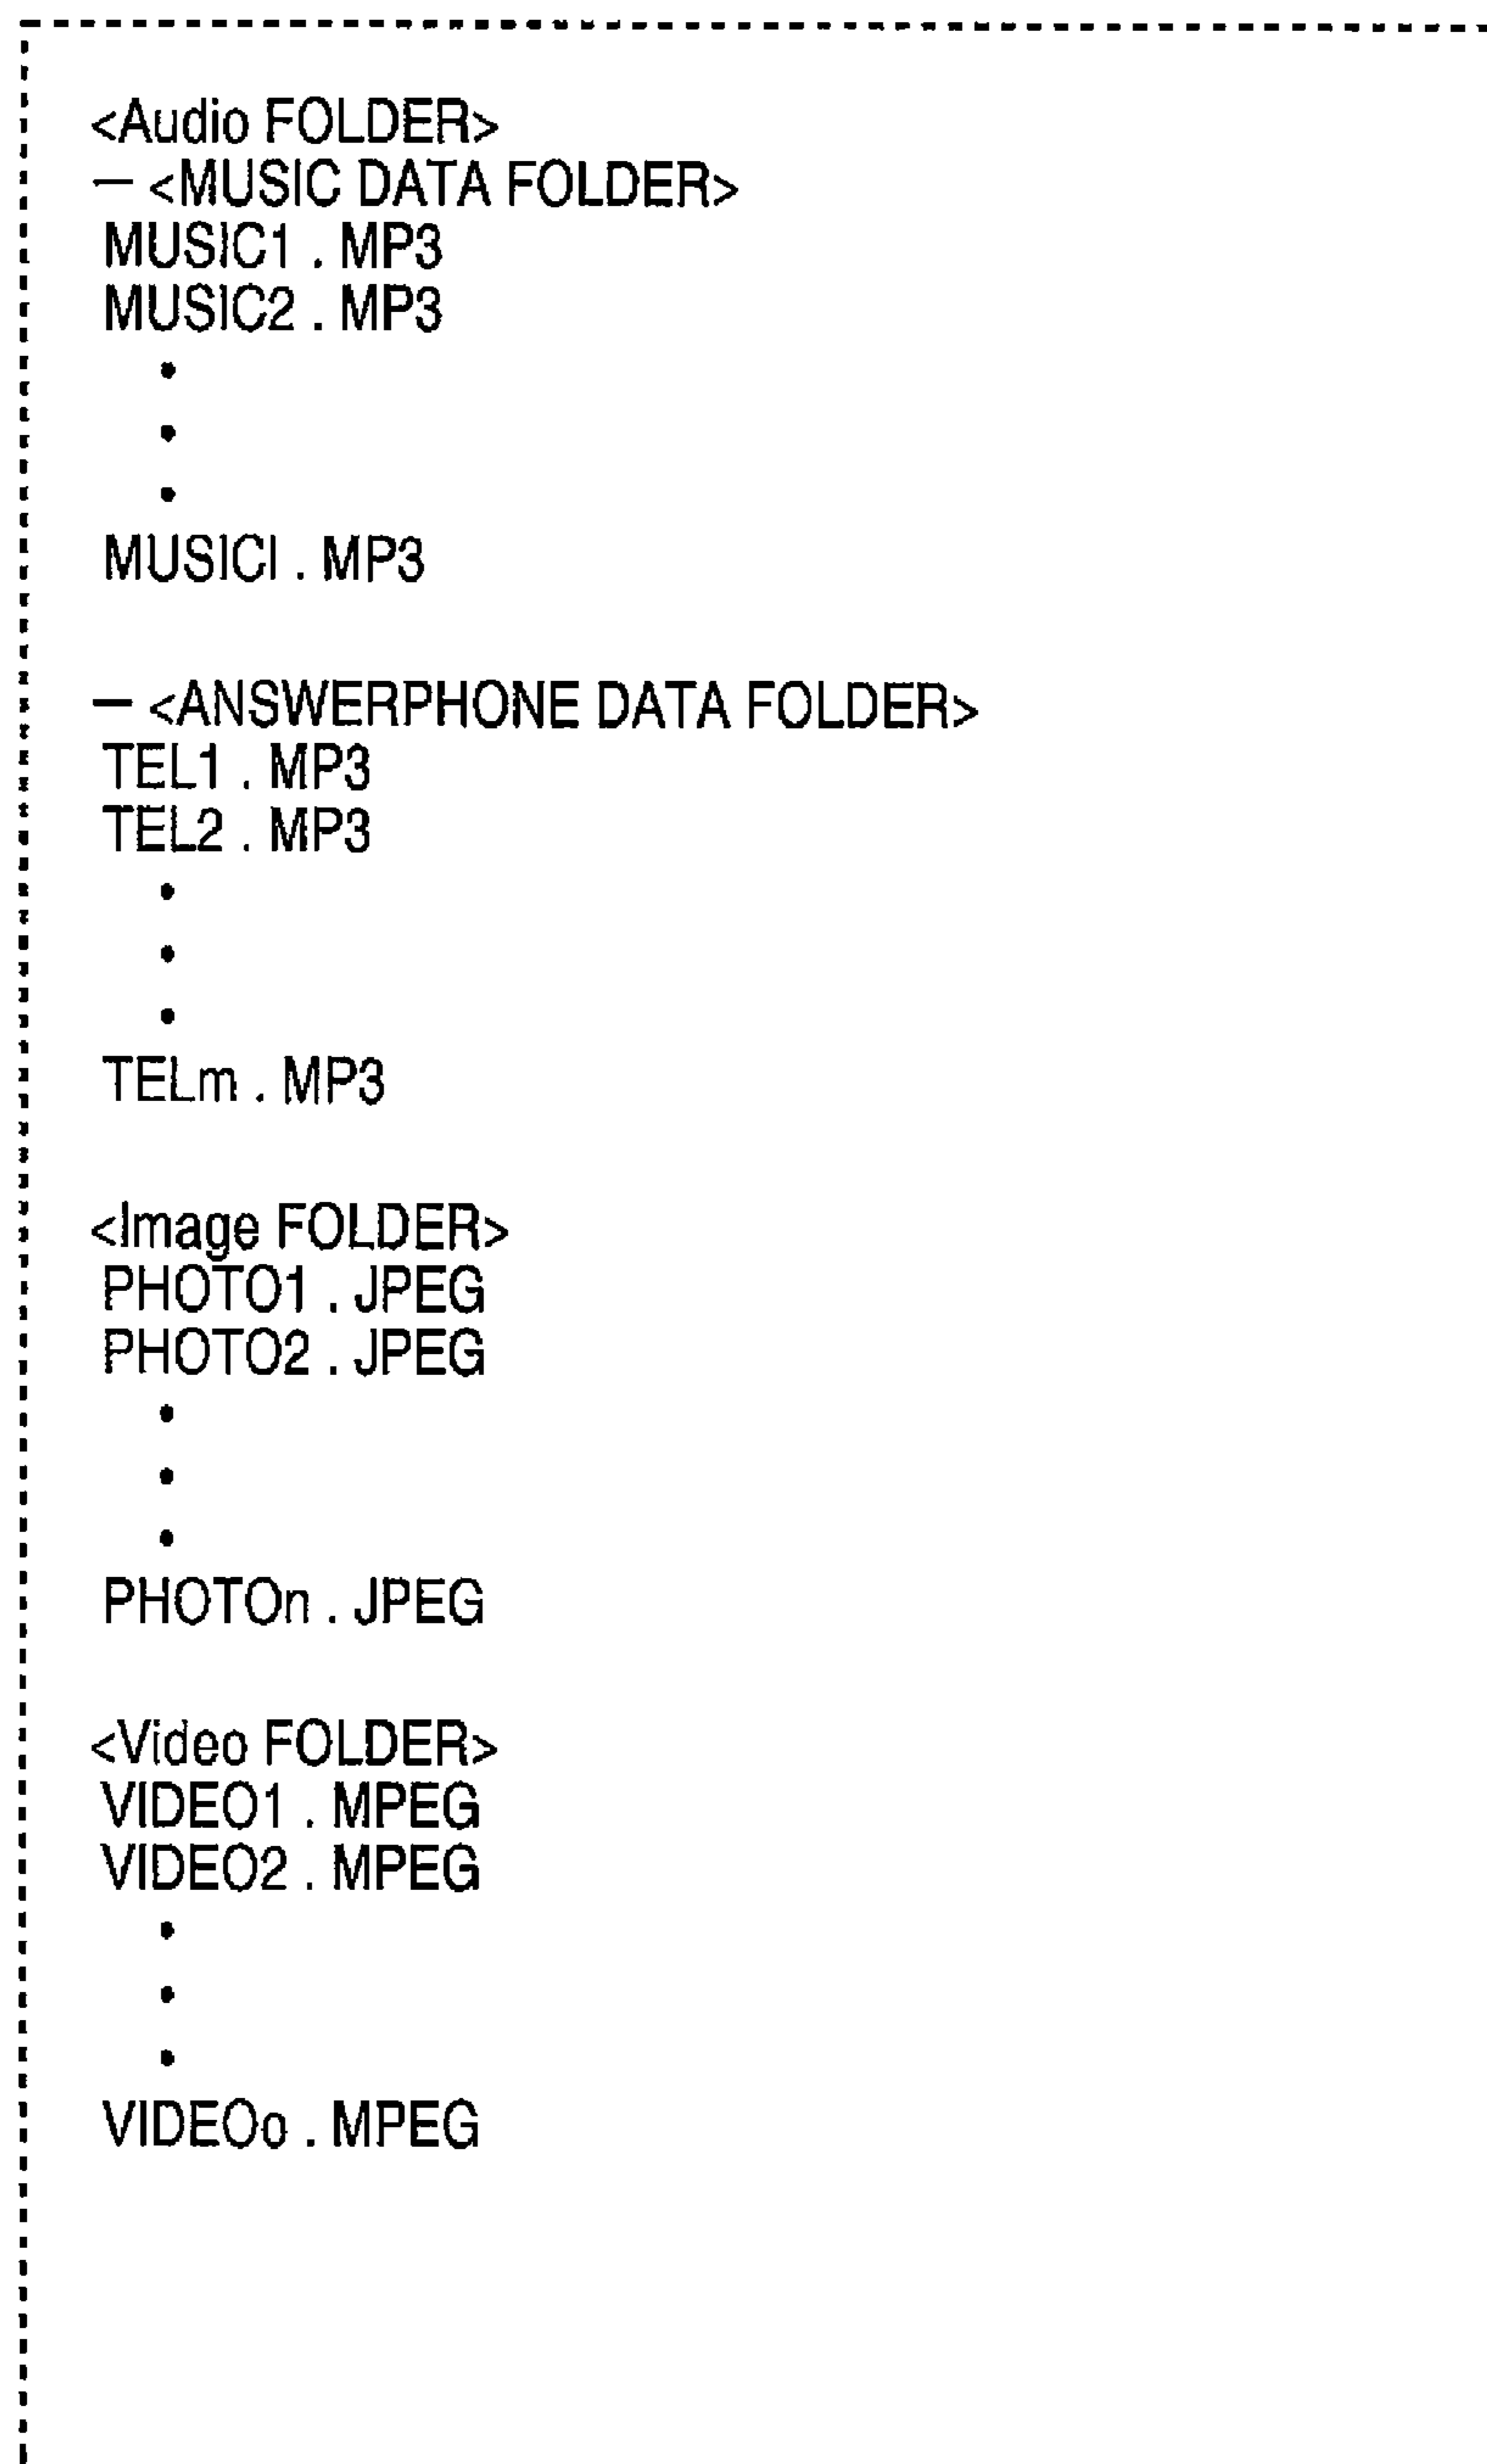 <Audio FOLDER>
— <MUSIC DATA FOLDER>
MUSIC1 . MP3
MUSIC2 . MP3
•
•
•
MUSICl . MP3
— <ANSWERPHONE DATA FOLDER>
TEL1 . MP3
TEL2 . MP3
•
•
•
TELm . MP3
<Image FOLDER>
PHOTO1 . JPEG
PHOTO2 . JPEG
•
•
•
PHOTOn . JPEG
<Video FOLDER>
VIDEO1 . MPEG
VIDEO2 . MPEG
•
•
•
VIDEOo . MPEG